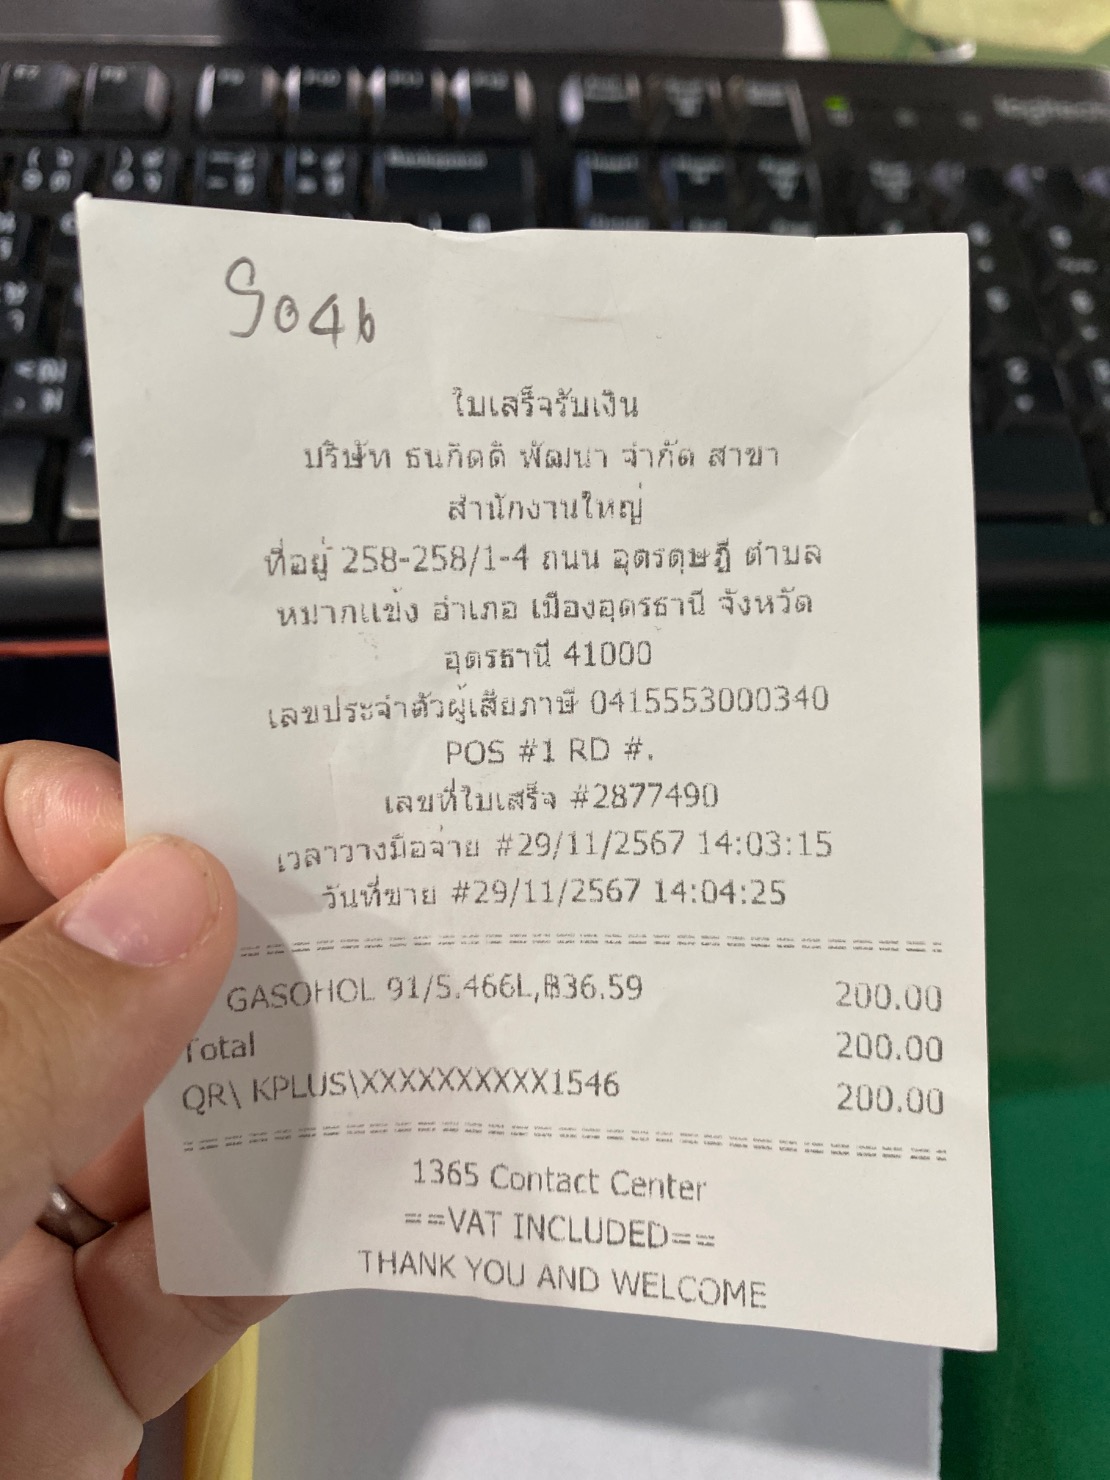 ใบเสร็จรับเงิน
บริษัท ธนกิตติ พัฒนา จำกัด สาขา
สำนักงานใหญ่
ที่อยู่ 258-258/1-4 ถนน อุดรดุษฎี ตำบล
หมากแข้ง อำเภอ เมืองอุดรธานี จังหวัด
อุดรธานี 41000
เลขประจำตัวผู้เสียภาษี 0415553000340
POS #1 RD #.
เลขที่ใบเสร็จ #2877490
เวลาวางมือจ่าย #29/11/2567 14:03:15
วันที่ขาย #29/11/2567 14:04:25
GASOHOL 91/5.466L,฿36.59 200.00
Total 200.00
QR\ KPLUS\XXXXXXXXXX1546 200.00
1365 Contact Center
==VAT INCLUDED==
THANK YOU AND WELCOME